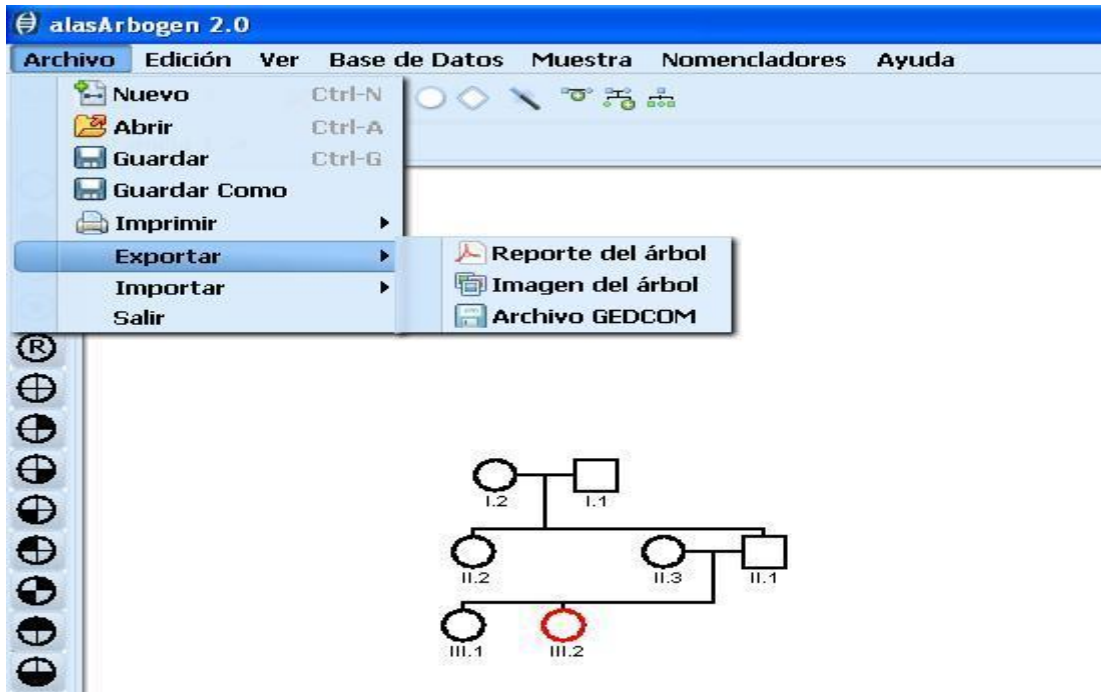 alasArbogen 2.0
Archivo Edición Ver Base de Datos Muestra Nomencladores Ayuda
Nuevo Ctrl-N
Abrir Ctrl-A
Guardar Ctrl-G
Guardar Como
Imprimir
Exportar
Importar
Salir
Reporte del árbol
Imagen del árbol
Archivo GEDCOM
R
I.2 I.1
II.2 II.3 II.1
III.1 III.2